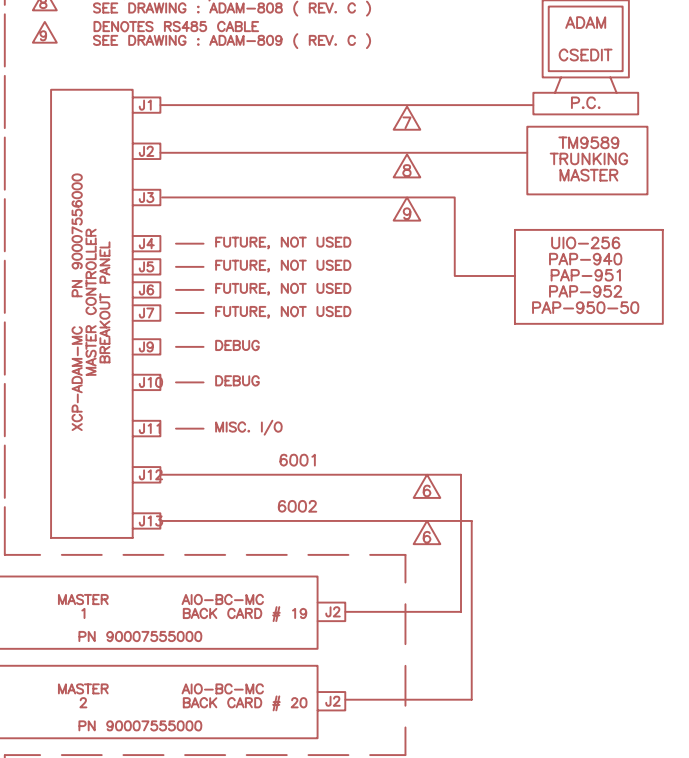 8
SEE DRAWING : ADAM-808 ( REV. C )
9
DENOTES RS485 CABLE
SEE DRAWING : ADAM-809 ( REV. C )
ADAM
CSEDIT
P.C.
J1
7
J2
8
TM9589
TRUNKING
MASTER
J3
9
UIO-256
PAP-940
PAP-951
PAP-952
PAP-950-50
XCP-ADAM-MC PN 90007556000
MASTER CONTROLLER
BREAKOUT PANEL
J4 FUTURE, NOT USED
J5 FUTURE, NOT USED
J6 FUTURE, NOT USED
J7 FUTURE, NOT USED
J9 DEBUG
J10 DEBUG
J11 MISC. I/O
J12
6001
6
J13
6002
6
MASTER
1
AIO-BC-MC
BACK CARD # 19
J2
PN 90007555000
MASTER
2
AIO-BC-MC
BACK CARD # 20
J2
PN 90007555000